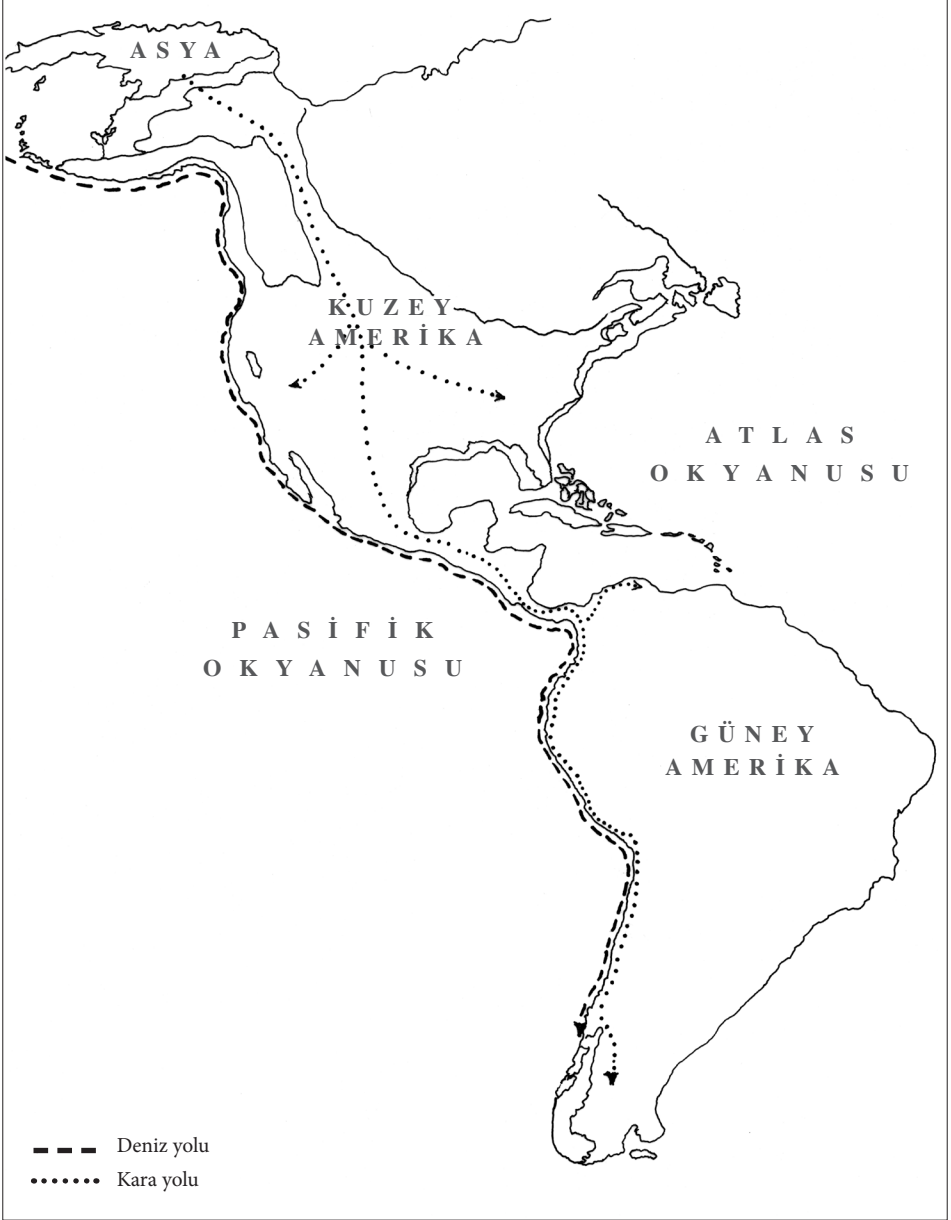 ASYA
KUZEY
AMERİKA
ATLAS
OKYANUSU
PASİFİK
OKYANUSU
GÜNEY
AMERİKA
Deniz yolu
Kara yolu